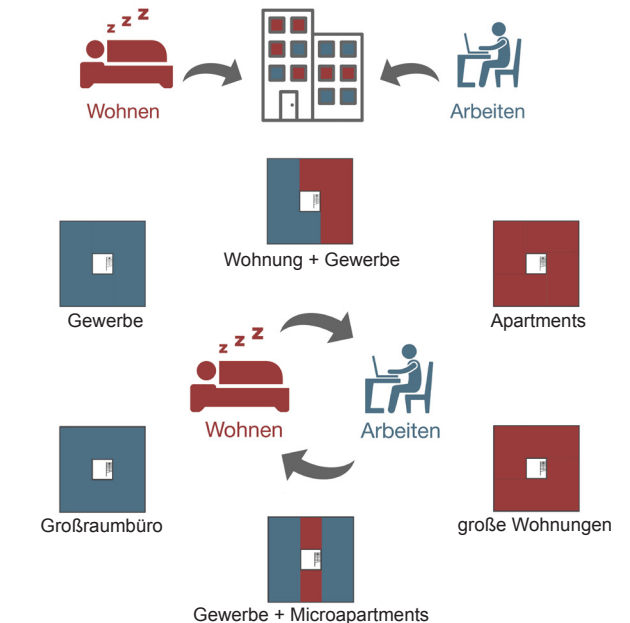 z z z
Wohnen
Arbeiten
Wohnung + Gewerbe
Gewerbe
Apartments
z z z
Wohnen
Arbeiten
Großraumbüro
große Wohnungen
Gewerbe + Microapartments